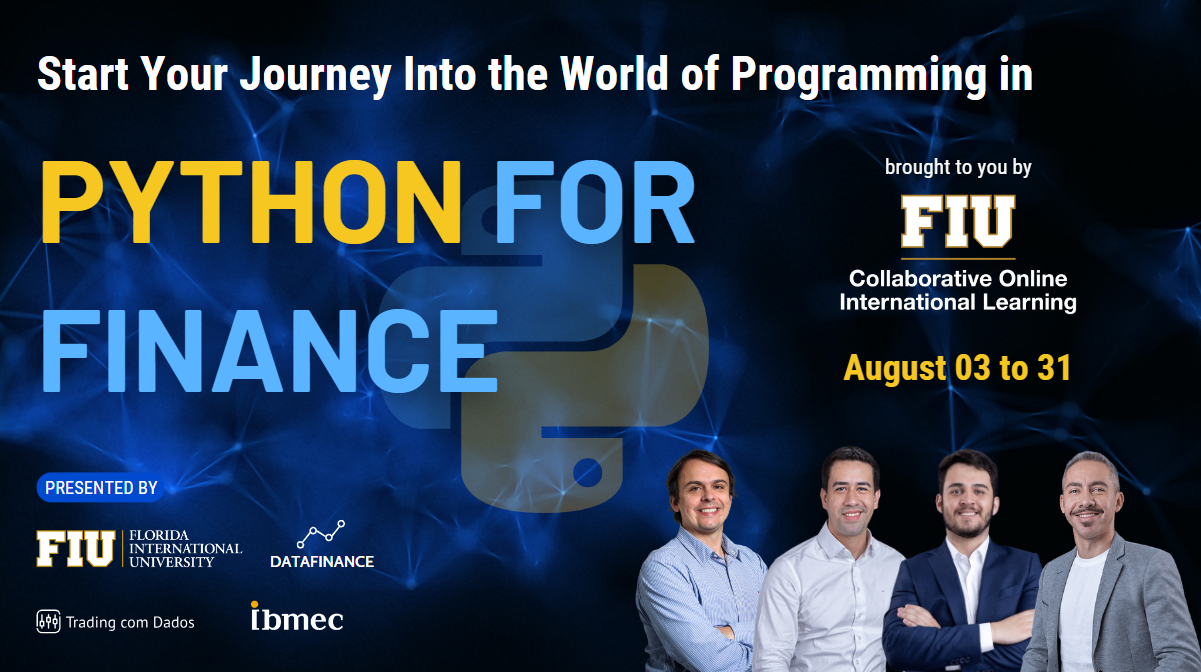 Start Your Journey Into the World of Programming in
PYTHON FOR
FINANCE
brought to you by
FIU
Collaborative Online
International Learning
August 03 to 31
PRESENTED BY
FIU FLORIDA
INTERNATIONAL
UNIVERSITY
DATAFINANCE
Trading com Dados
ibmec